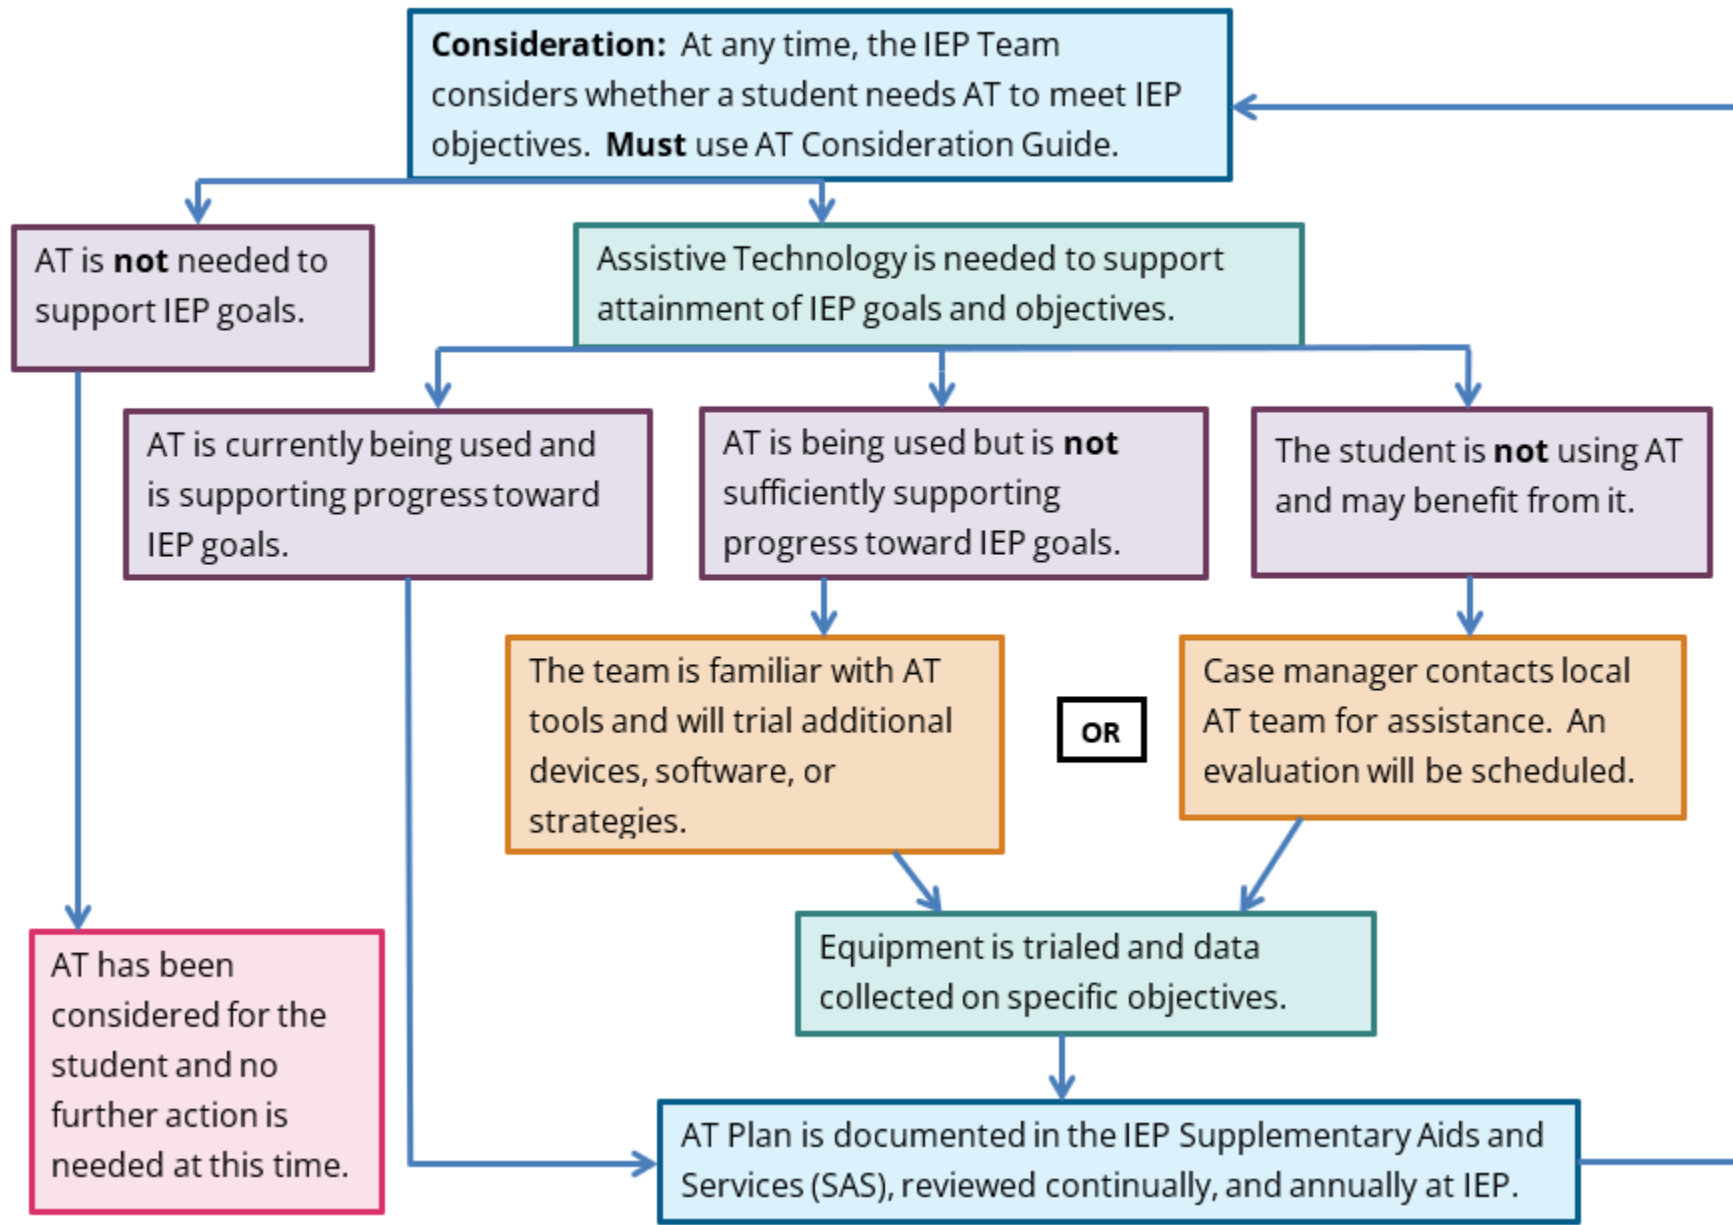 Consideration: At any time, the IEP Team
considers whether a student needs AT to meet IEP
objectives. Must use AT Consideration Guide.
AT is not needed to
support IEP goals.
Assistive Technology is needed to support
attainment of IEP goals and objectives.
AT is currently being used and
is supporting progress toward
IEP goals.
AT is being used but is not
sufficiently supporting
progress toward IEP goals.
The student is not using AT
and may benefit from it.
The team is familiar with AT
tools and will trial additional
devices, software, or
strategies.
OR
Case manager contacts local
AT team for assistance. An
evaluation will be scheduled.
Equipment is trialed and data
collected on specific objectives.
AT has been
considered for the
student and no
further action is
needed at this time.
AT Plan is documented in the IEP Supplementary Aids and
Services (SAS), reviewed continually, and annually at IEP.